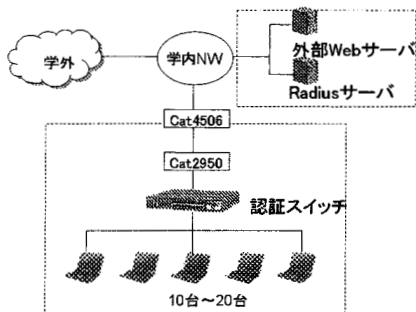 学外
学内NW
外部Webサーバ
Radiusサーバ
Cat4506
Cat2950
認証スイッチ
10台～20台